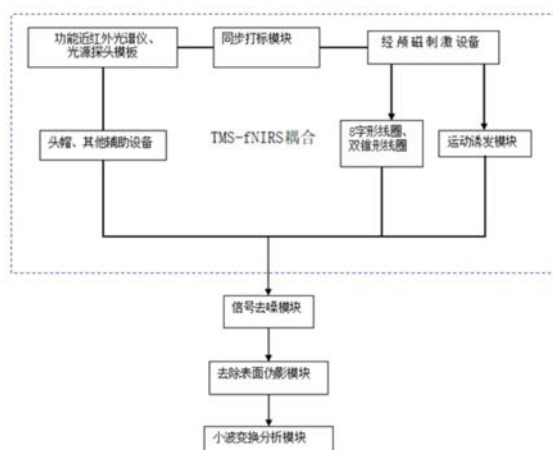 功能近红外光谱仪、
光源探头模板
同步打标模块
经颅磁刺激设备
头帽、其他辅助设备
TMS-fNIRS耦合
8字形线圈、
双锥形线圈
运动诱发模块
信号去噪模块
去除表面伪影模块
小波变换分析模块